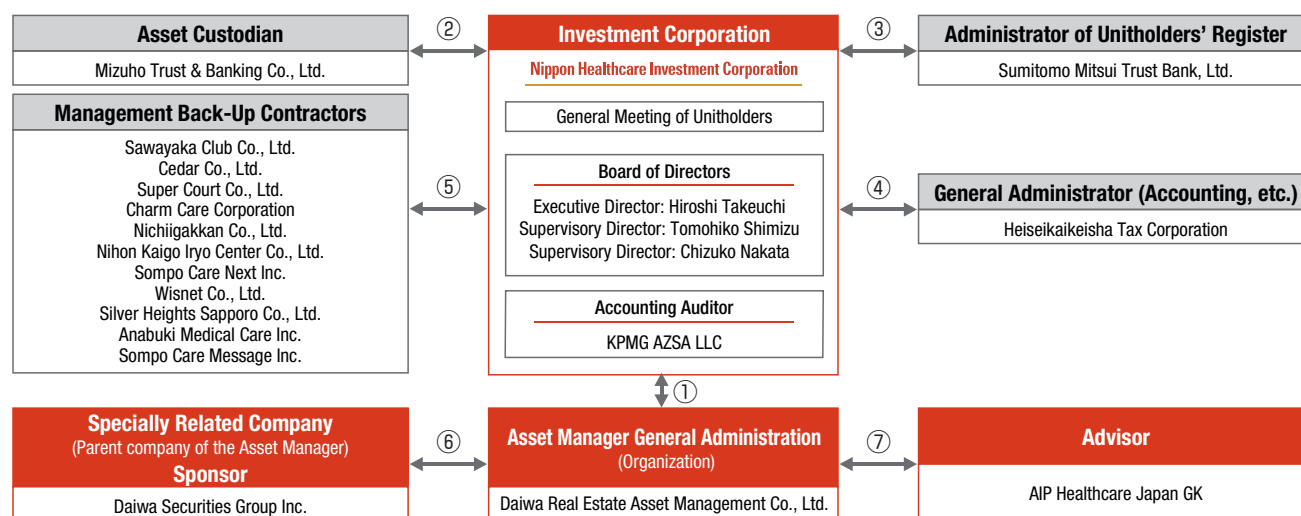 Asset Custodian
Mizuho Trust & Banking Co., Ltd.
②
Investment Corporation
Nippon Healthcare Investment Corporation
General Meeting of Unitholders
Board of Directors
Executive Director: Hiroshi Takeuchi
Supervisory Director: Tomohiko Shimizu
Supervisory Director: Chizuko Nakata
Accounting Auditor
KPMG AZSA LLC
③
Administrator of Unitholders’ Register
Sumitomo Mitsui Trust Bank, Ltd.
Management Back-Up Contractors
Sawayaka Club Co., Ltd.
Cedar Co., Ltd.
Super Court Co., Ltd.
Charm Care Corporation
Nichiigakkan Co., Ltd.
Nihon Kaigo Iryo Center Co., Ltd.
Sompo Care Next Inc.
Wisnet Co., Ltd.
Silver Heights Sapporo Co., Ltd.
Anabuki Medical Care Inc.
Sompo Care Message Inc.
⑤
④
General Administrator (Accounting, etc.)
Heiseikaikeisha Tax Corporation
①
Specially Related Company
(Parent company of the Asset Manager)
Sponsor
Daiwa Securities Group Inc.
⑥
Asset Manager General Administration
(Organization)
Daiwa Real Estate Asset Management Co., Ltd.
⑦
Advisor
AIP Healthcare Japan GK